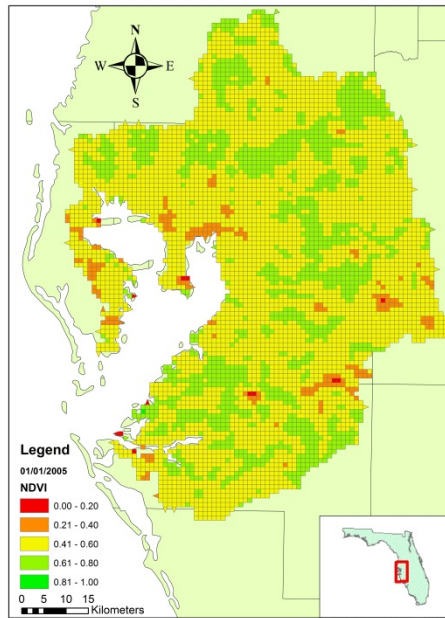 N
W E
S
Legend
01/01/2005
NDVI
0.00 - 0.20
0.21 - 0.40
0.41 - 0.60
0.61 - 0.80
0.81 - 1.00
0 5 10 15
Kilometers